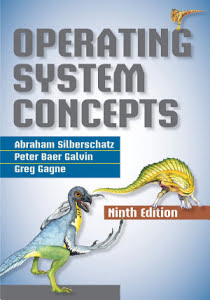 OPERATING
SYSTEM
CONCEPTS
Abraham Silberschatz
Peter Baer Galvin
Greg Gagne
Ninth Edition